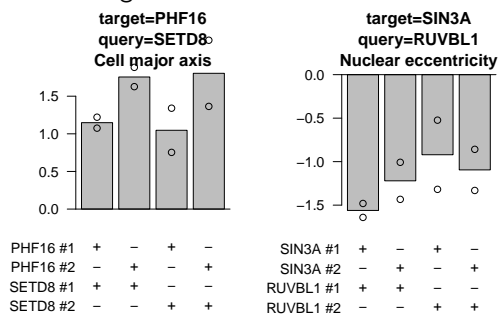 target=PHF16
query=SETD8
Cell major axis
1.5
1.0
0.5
0.0
PHF16 #1 + − + −
PHF16 #2 − + − +
SETD8 #1 + + − −
SETD8 #2 − − + +
target=SIN3A
query=RUVBL1
Nuclear eccentricity
0.0
−0.5
−1.0
−1.5
SIN3A #1 + − + −
SIN3A #2 − + − +
RUVBL1 #1 + + − −
RUVBL1 #2 − − + +